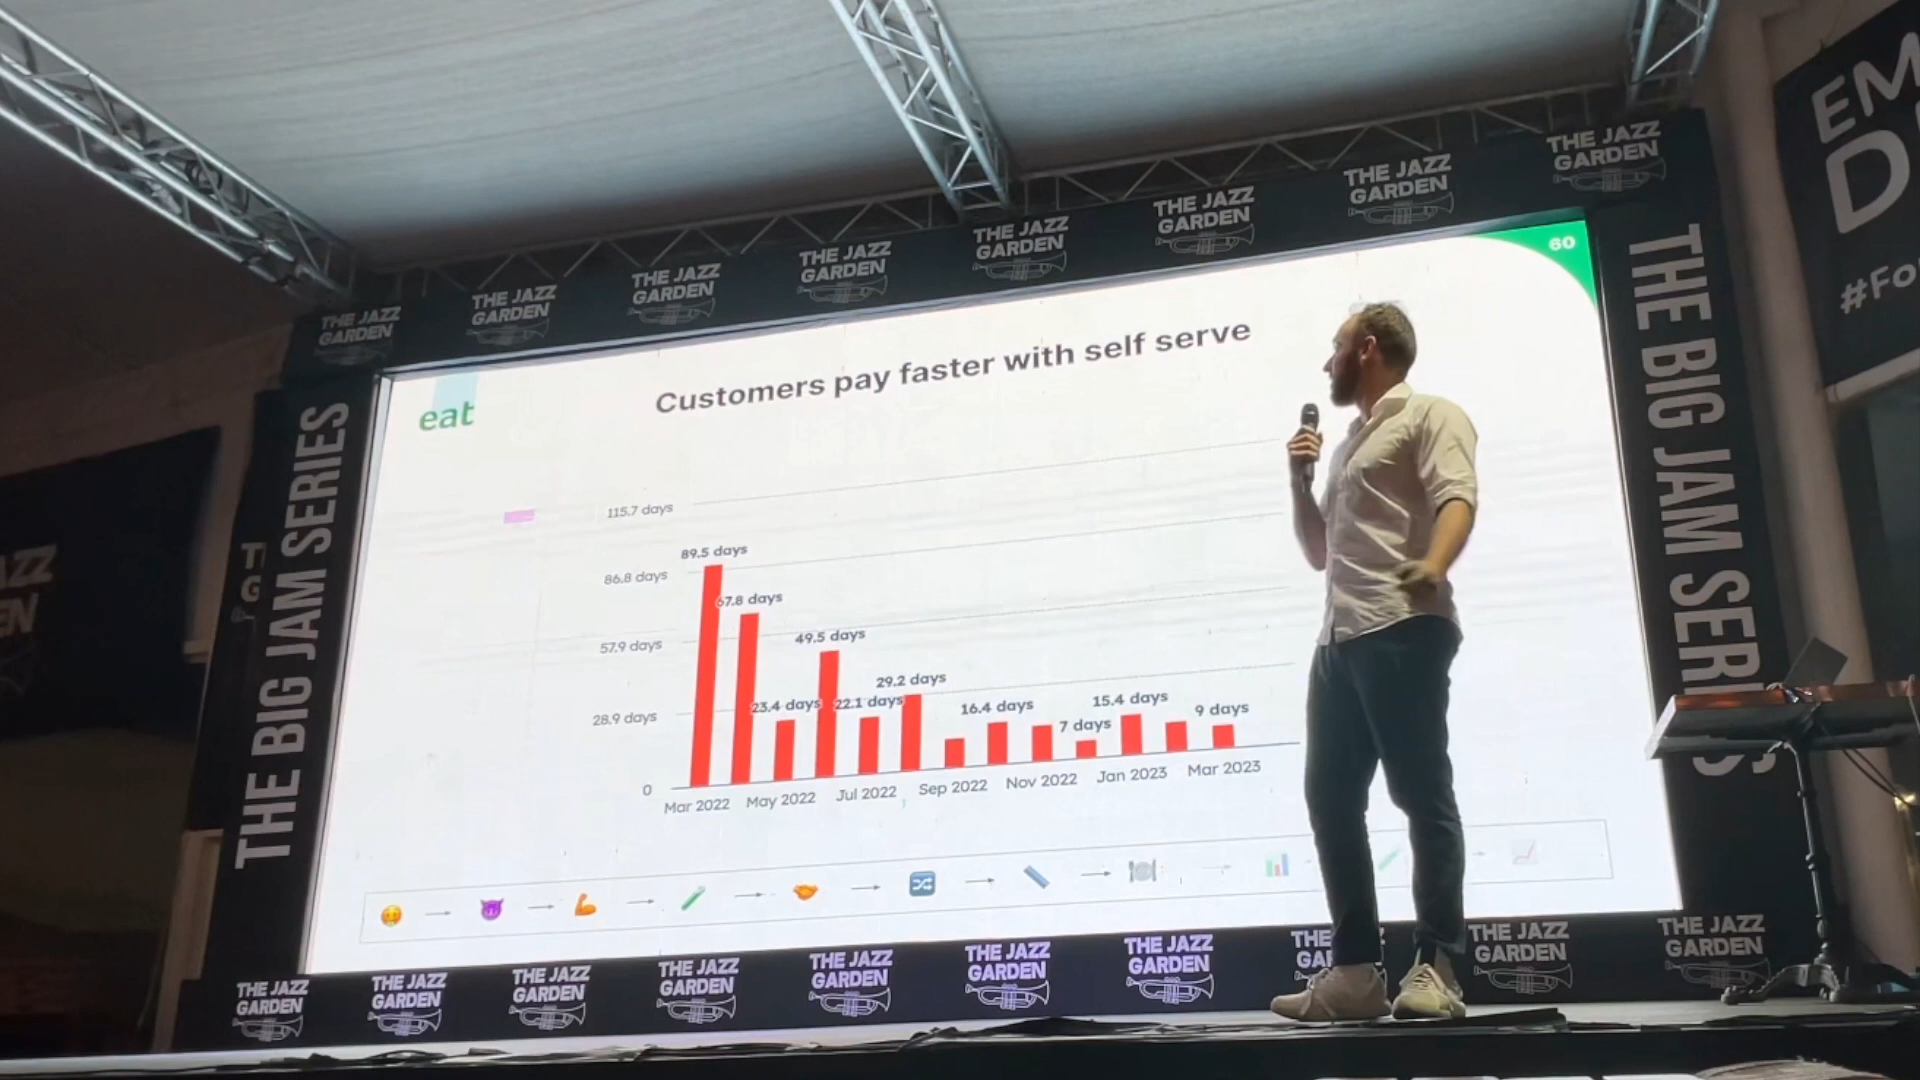 EM
D
#Fo
THE JAZZ
GARDEN
THE JAZZ
GARDEN
THE JAZZ
GARDEN
THE JAZZ
GARDEN
THE JAZZ
GARDEN
THE JAZZ
GARDEN
THE JAZZ
GARDEN
THE JAZZ
GARDEN
THE BIG JAM SERIES
60
eat
Customers pay faster with self serve
115.7 days
86.8 days
57.9 days
28.9 days
0
89.5 days
67.8 days
23.4 days
49.5 days
22.1 days
29.2 days
16.4 days
7 days
15.4 days
9 days
Mar 2022
May 2022
Jul 2022
Sep 2022
Nov 2022
Jan 2023
Mar 2023
THE BIG JAM SERIES
THE JAZZ
GARDEN
THE JAZZ
GARDEN
THE JAZZ
GARDEN
THE JAZZ
GARDEN
THE JAZZ
GARDEN
THE JAZZ
GARDEN
THE JAZZ
GARDEN
THE
GAR
THE JAZZ
GARDEN
THE JAZZ
GARDEN